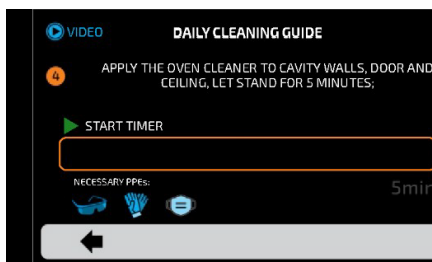 VIDEO
DAILY CLEANING GUIDE
4
APPLY THE OVEN CLEANER TO CAVITY WALLS, DOOR AND
CEILING, LET STAND FOR 5 MINUTES;
START TIMER
NECESSARY PPEs:
5min